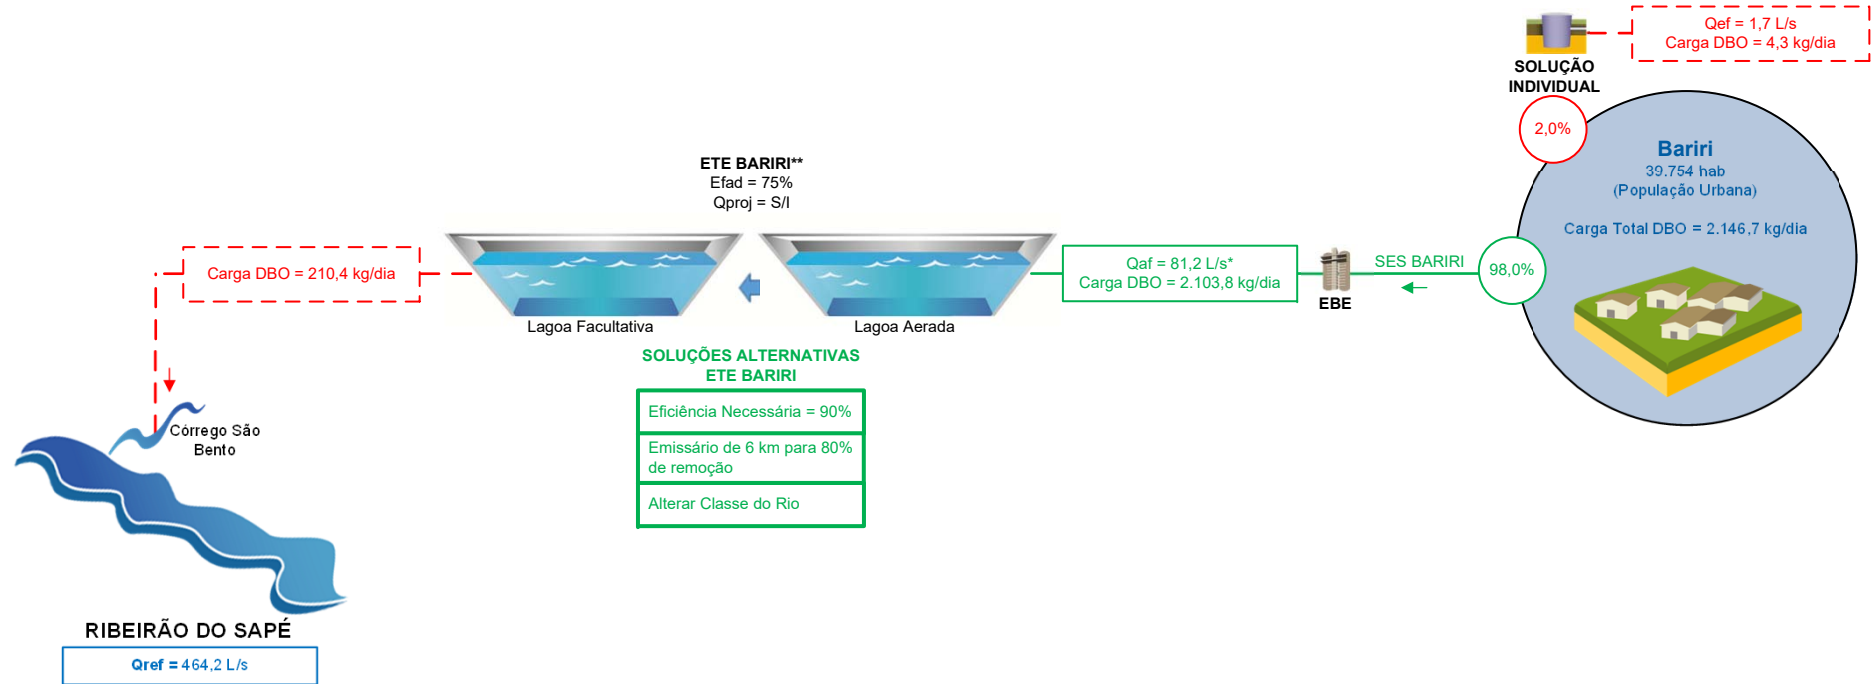 Qef = 1,7 L/s
Carga DBO = 4,3 kg/dia
SOLUÇÃO
INDIVIDUAL
2,0%
Bariri
39.754 hab
(População Urbana)
Carga Total DBO = 2.146,7 kg/dia
98,0%
SES BARIRI
EBE
Qaf = 81,2 L/s*
Carga DBO = 2.103,8 kg/dia
ETE BARIRI**
Efad = 75%
Qproj = S/I
Lagoa Facultativa
Lagoa Aerada
Carga DBO = 210,4 kg/dia
SOLUÇÕES ALTERNATIVAS
ETE BARIRI
Eficiência Necessária = 90%
Emissário de 6 km para 80%
de remoção
Alterar Classe do Rio
Córrego São
Bento
RIBEIRÃO DO SAPÉ
Qref = 464,2 L/s